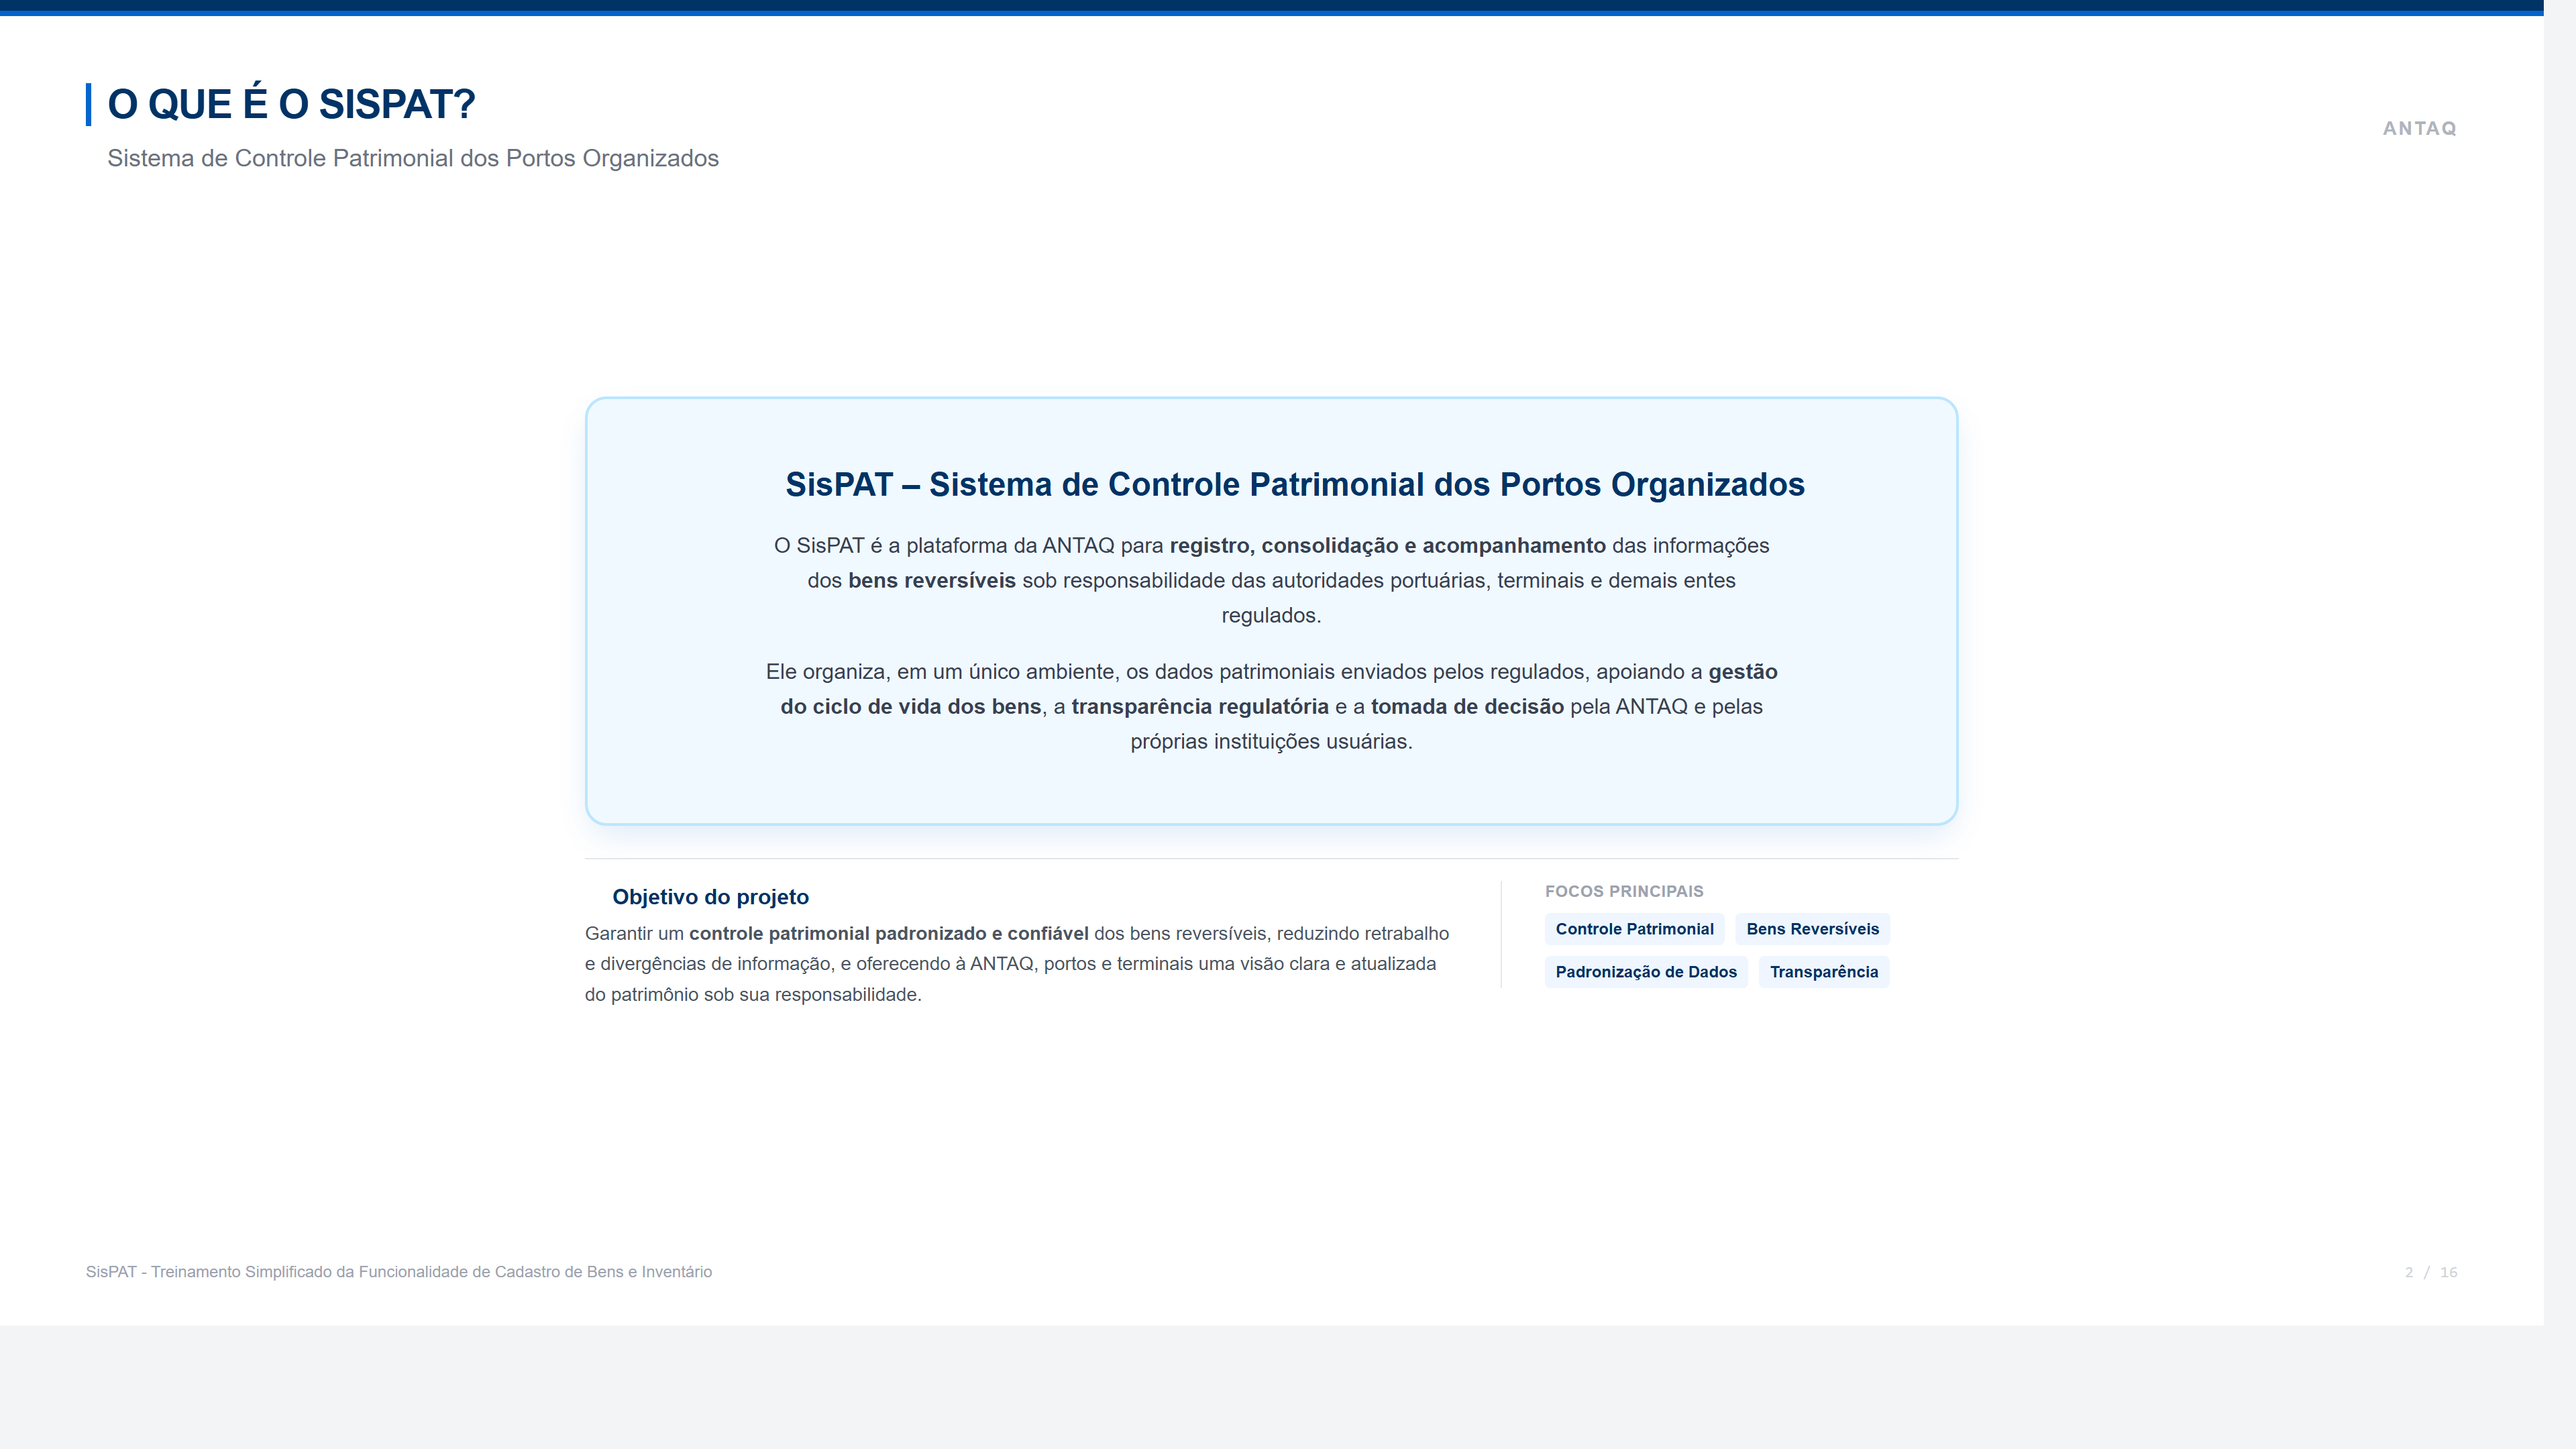 O QUE É O SISPAT?
Sistema de Controle Patrimonial dos Portos Organizados
ANTAQ
SisPAT – Sistema de Controle Patrimonial dos Portos Organizados
O SisPAT é a plataforma da ANTAQ para registro, consolidação e acompanhamento das informações
dos bens reversíveis sob responsabilidade das autoridades portuárias, terminais e demais entes
regulados.
Ele organiza, em um único ambiente, os dados patrimoniais enviados pelos regulados, apoiando a gestão
do ciclo de vida dos bens, a transparência regulatória e a tomada de decisão pela ANTAQ e pelas
próprias instituições usuárias.
Objetivo do projeto
Garantir um controle patrimonial padronizado e confiável dos bens reversíveis, reduzindo retrabalho
e divergências de informação, e oferecendo à ANTAQ, portos e terminais uma visão clara e atualizada
do patrimônio sob sua responsabilidade.
FOCOS PRINCIPAIS
Controle Patrimonial
Bens Reversíveis
Padronização de Dados
Transparência
SisPAT - Treinamento Simplificado da Funcionalidade de Cadastro de Bens e Inventário
2 / 16